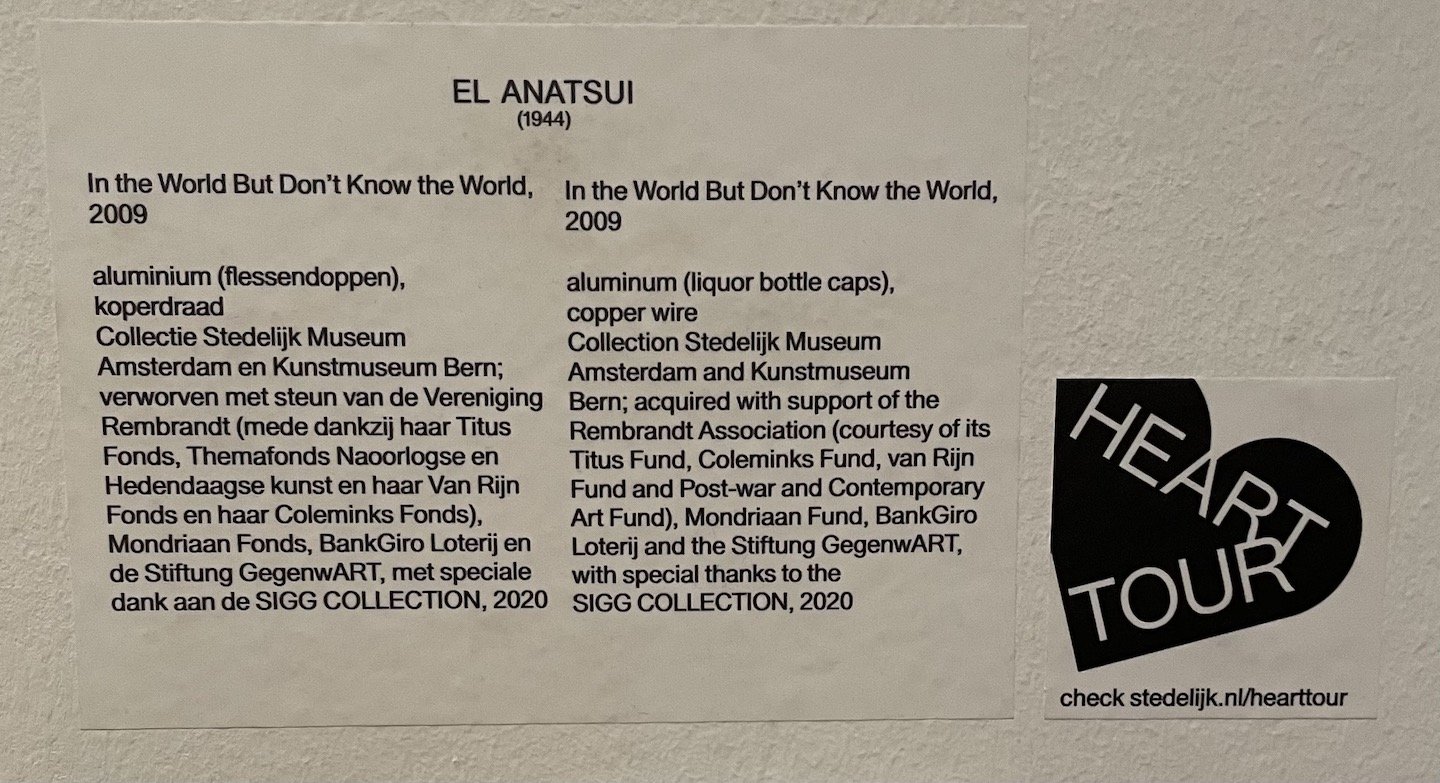 EL ANATSUI
(1944)
In the World But Don't Know the World,
2009
aluminium (flessendoppen),
koperdraad
Collectie Stedelijk Museum
Amsterdam en Kunstmuseum Bern;
verworven met steun van de Vereniging
Rembrandt (mede dankzij haar Titus
Fonds, Themafonds Naoorlogse en
Hedendaagse kunst en haar Van Rijn
Fonds en haar Coleminks Fonds),
Mondriaan Fonds, BankGiro Loterij en
de Stiftung GegenwART, met speciale
dank aan de SIGG COLLECTION, 2020
In the World But Don't Know the World,
2009
aluminum (liquor bottle caps),
copper wire
Collection Stedelijk Museum
Amsterdam and Kunstmuseum
Bern; acquired with support of the
Rembrandt Association (courtesy of its
Titus Fund, Coleminks Fund, van Rijn
Fund and Post-war and Contemporary
Art Fund), Mondriaan Fund, BankGiro
Loterij and the Stiftung GegenwART,
with special thanks to the
SIGG COLLECTION, 2020
HEART
TOUR
check stedelijk.nl/hearttour